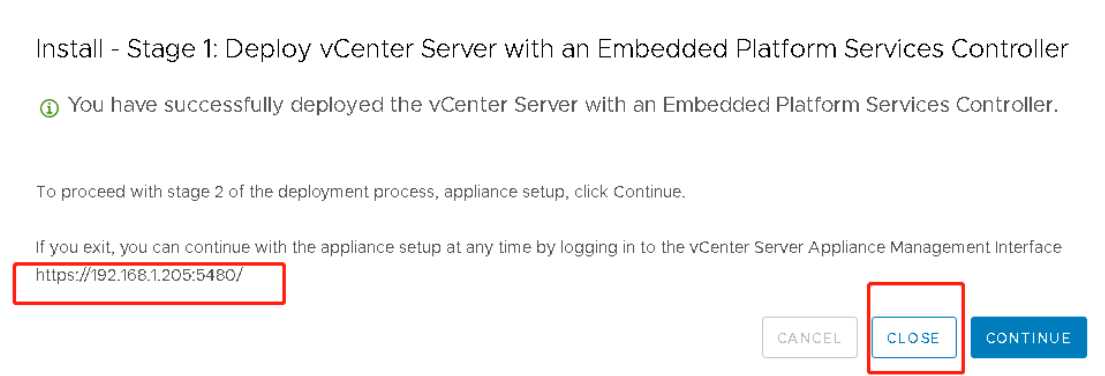 Install - Stage 1: Deploy vCenter Server with an Embedded Platform Services Controller
You have successfully deployed the vCenter Server with an Embedded Platform Services Controller.
To proceed with stage 2 of the deployment process, appliance setup, click Continue.
If you exit, you can continue with the appliance setup at any time by logging in to the vCenter Server Appliance Management Interface
https://192.168.1.205:5480/
CANCEL CLOSE CONTINUE